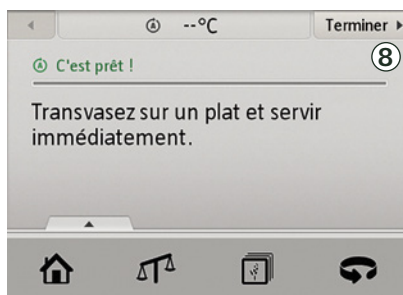 --°C Terminer
8
C'est prêt !
Transvasez sur un plat et servir
immédiatement.